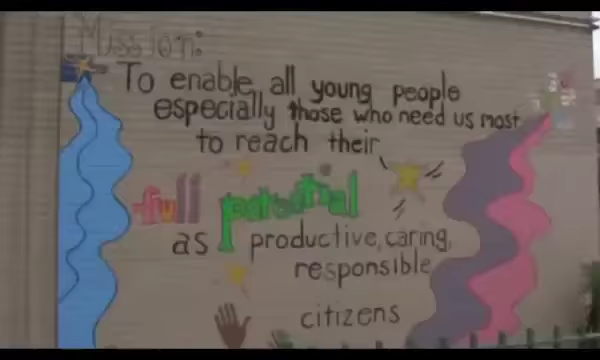 Mission:
To enable all young people
especially those who need us most
to reach their
full potential
as productive, caring,
responsible
citizens